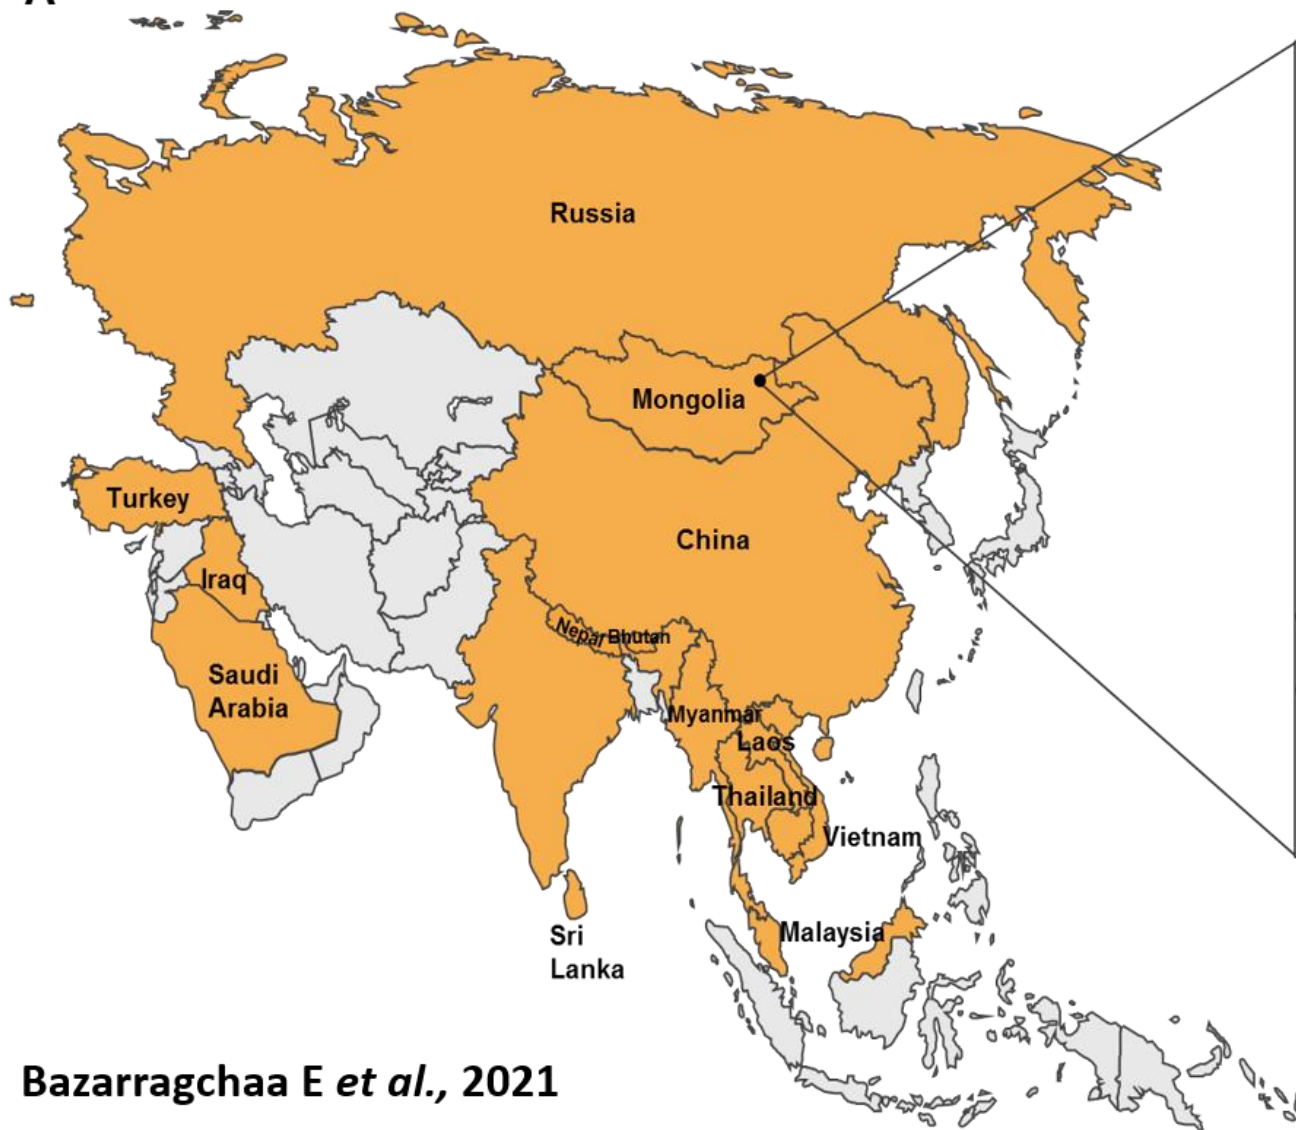 Russia
Mongolia
Turkey
China
Iraq
Nepal
Bhutan
Saudi
Arabia
Myanmar
Laos
Thailand
Vietnam
Malaysia
Sri
Lanka
Bazarragchaa E et al., 2021